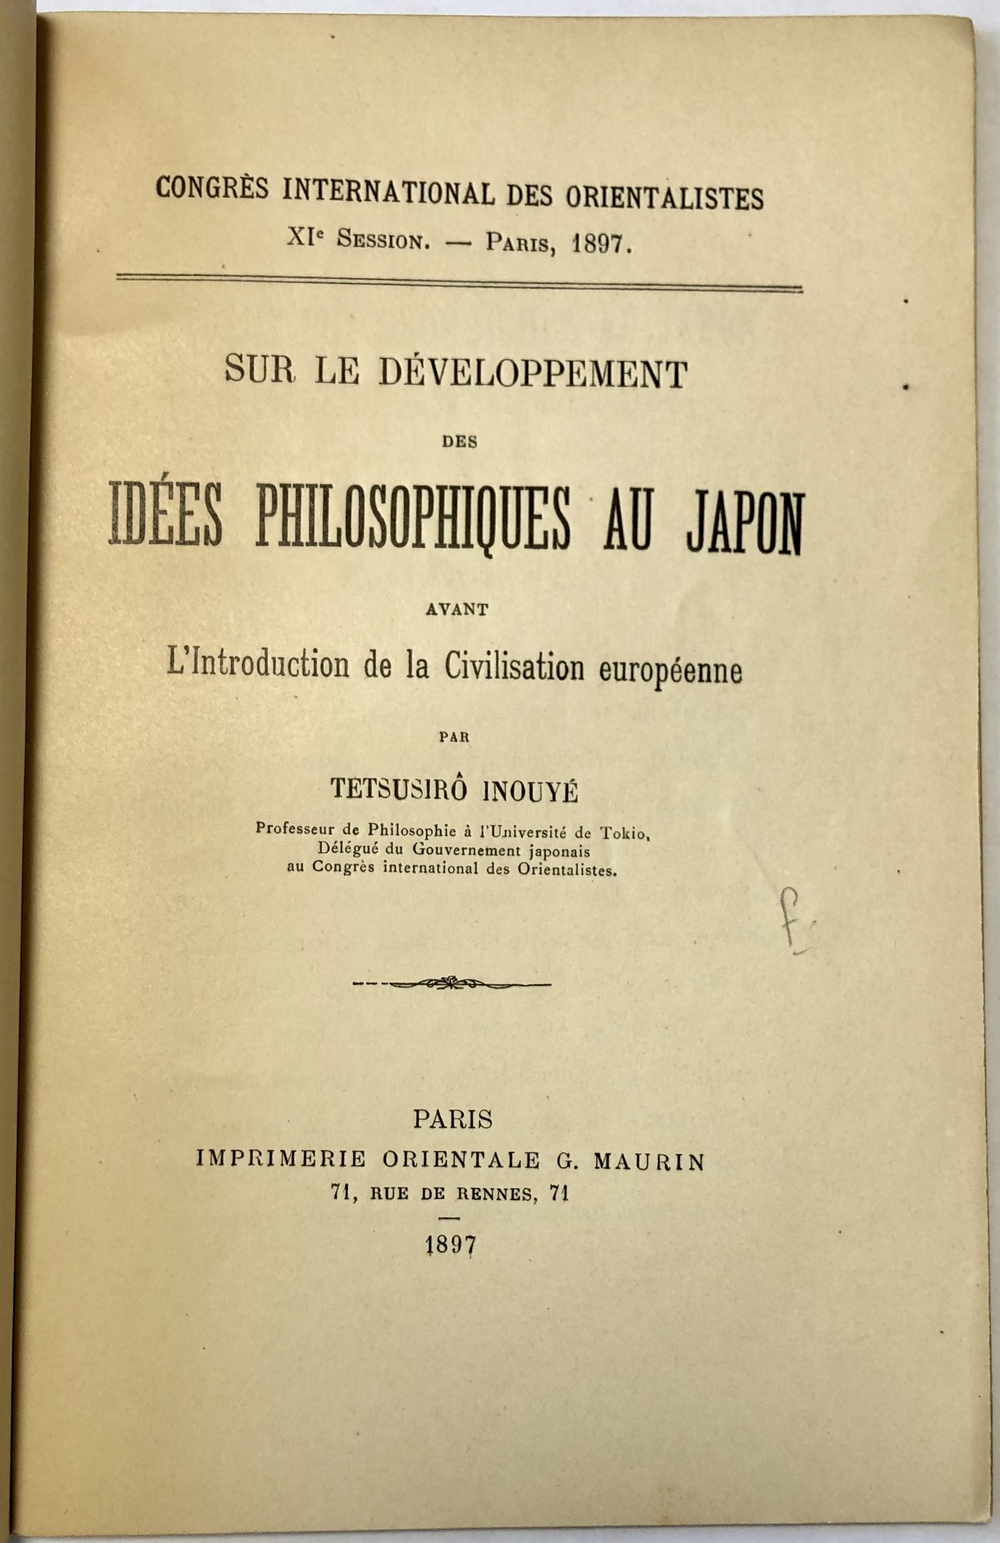 CONGRÈS INTERNATIONAL DES ORIENTALISTES
XIe SESSION. — PARIS, 1897.
SUR LE DÉVELOPPEMENT
DES
IDÉES PHILOSOPHIQUES AU JAPON
AVANT
L'Introduction de la Civilisation européenne
PAR
TETSUSIRÔ INOUYÉ
Professeur de Philosophie à l'Université de Tokio,
Délégué du Gouvernement japonais
au Congrès international des Orientalistes.
PARIS
IMPRIMERIE ORIENTALE G. MAURIN
71, RUE DE RENNES, 71
1897